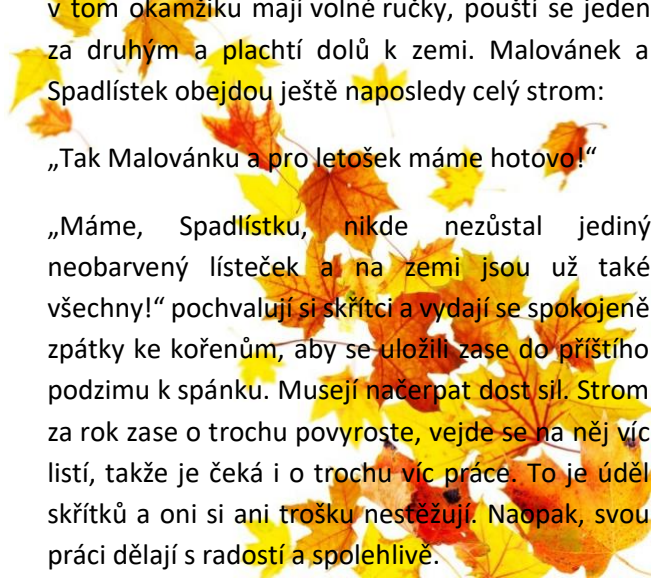 v tom okamžiku mají volné ručky, pouští se jeden
za druhým a plachtí dolů k zemi. Malovánek a
Spadlístek obejdou ještě naposledy celý strom:
„Tak Malovánku a pro letošek máme hotovo!“
„Máme, Spadlístku, nikde nezůstal jediný
neobarvený lísteček a na zemi jsou už také
všechny!“ pochvalují si skřítci a vydají se spokojeně
zpátky ke kořenům, aby se uložili zase do příštího
podzimu k spánku. Musejí načerpat dost sil. Strom
za rok zase o trochu povyroste, vejde se na něj víc
listí, takže je čeká i o trochu víc práce. To je úděl
skřítků a oni si ani trošku nestěžují. Naopak, svou
práci dělají s radostí a spolehlivě.